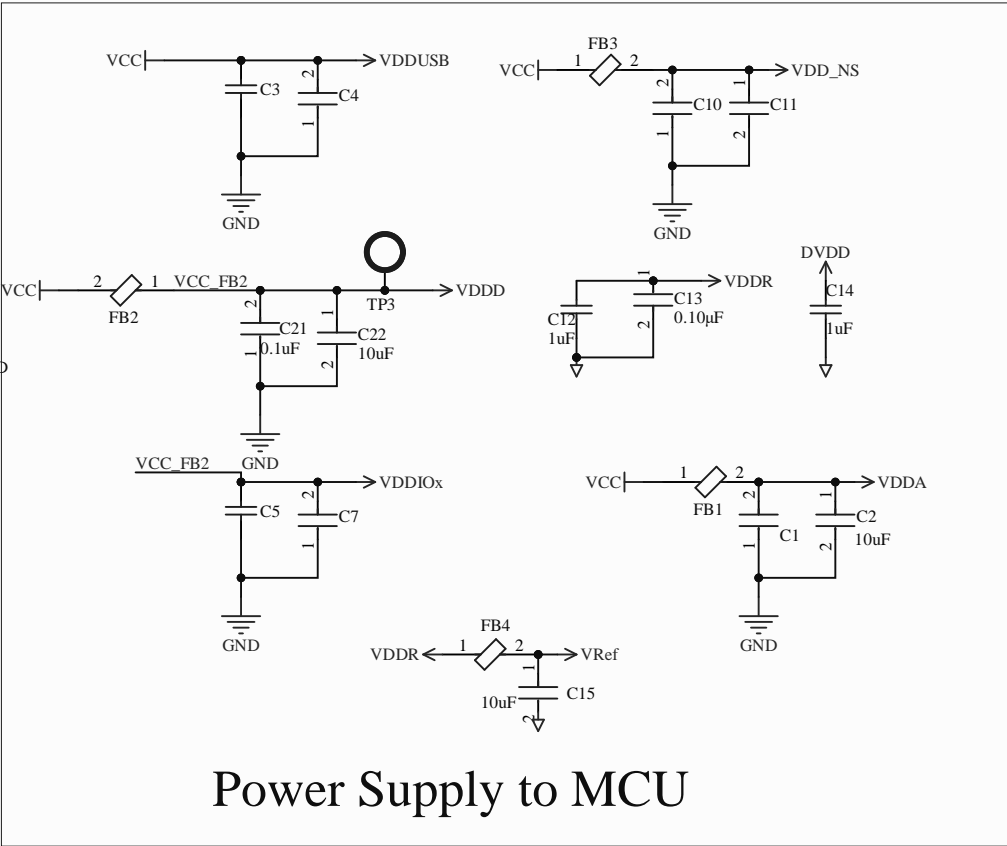 VCC
VDDUSB
C3
2
C4
1
GND
VCC
1
FB3
2
VDD_NS
2
C10
1
1
C11
2
GND
VCC
2
FB2
1
VCC_FB2
TP3
VDDD
2
C21
0.1uF
1
1
C22
10uF
2
GND
VDDR
C12
1uF
1
C13
0.10µF
2
DVDD
C14
1uF
VCC_FB2
VDDIOx
C5
2
C7
1
GND
VCC
1
FB1
2
VDDA
2
C1
1
1
C2
10uF
2
GND
VDDR
1
FB4
2
VRef
1
10uF
C15
2
Power Supply to MCU